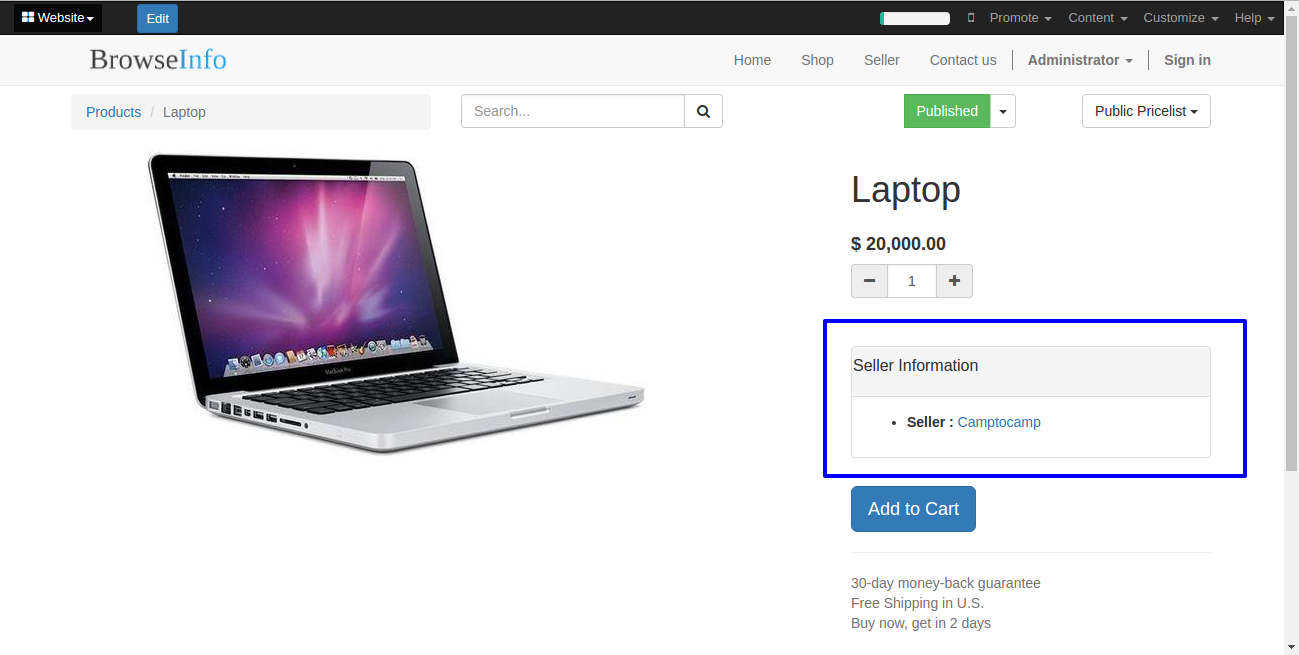 Website Edit Promote Content Customize Help
BrowseInfo Home Shop Seller Contact us Administrator Sign in
Products / Laptop Search... Published Public Pricelist
Laptop
$ 20,000.00
1
Seller Information
• Seller : Camptocamp
Add to Cart
30-day money-back guarantee
Free Shipping in U.S.
Buy now, get in 2 days
MacBook Pro